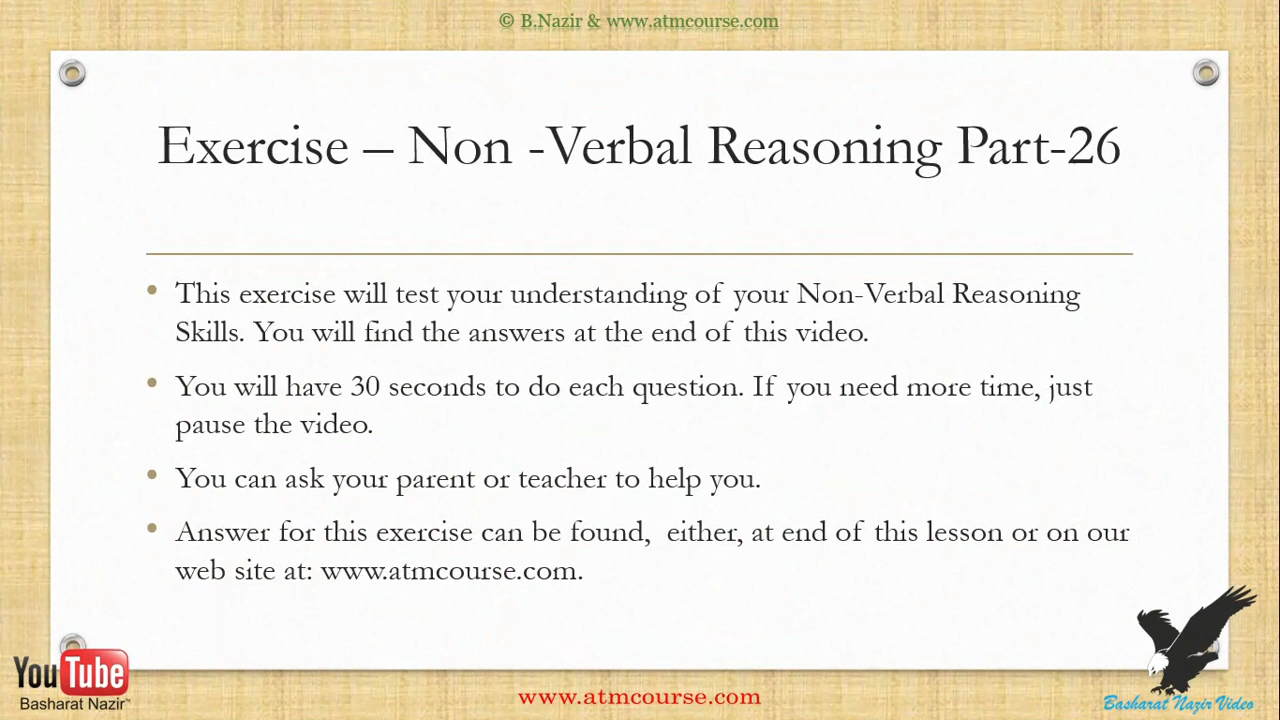 © B.Nazir & www.atmcourse.com
Exercise – Non -Verbal Reasoning Part-26
• This exercise will test your understanding of your Non-Verbal Reasoning
Skills. You will find the answers at the end of this video.
• You will have 30 seconds to do each question. If you need more time, just
pause the video.
• You can ask your parent or teacher to help you.
• Answer for this exercise can be found, either, at end of this lesson or on our
web site at: www.atmcourse.com.
YouTube
Basharat Nazir™
www.atmcourse.com
Basharat Nazir Video